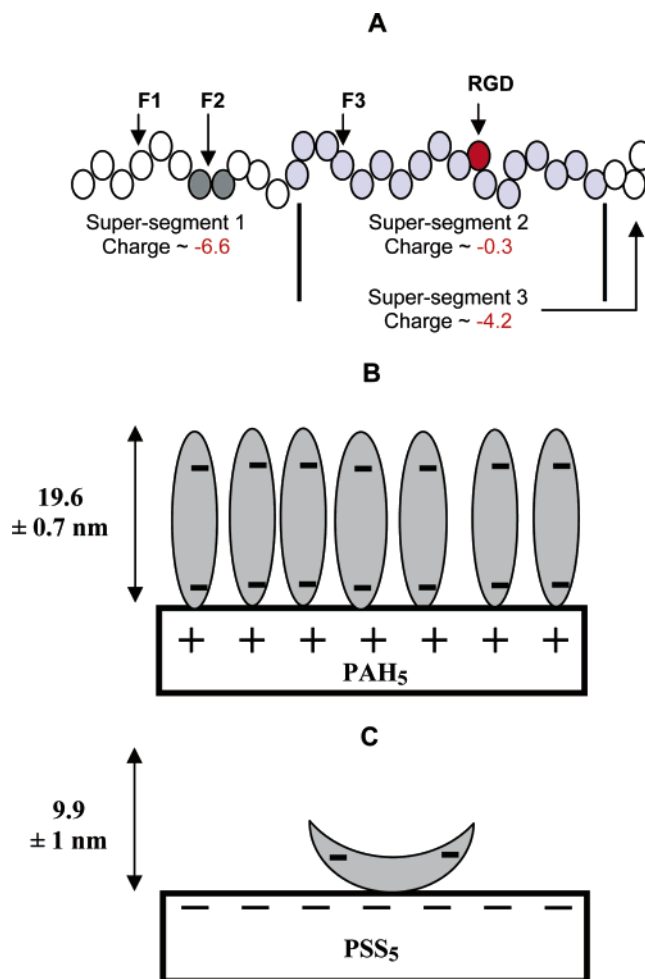 A
F1 F2 F3 RGD
Super-segment 1
Charge ~ -6.6
Super-segment 2
Charge ~ -0.3
Super-segment 3
Charge ~ -4.2
B
19.6
± 0.7 nm
+ + + + + + +
PAH₅
C
9.9
± 1 nm
− − − − − − −
PSS₅